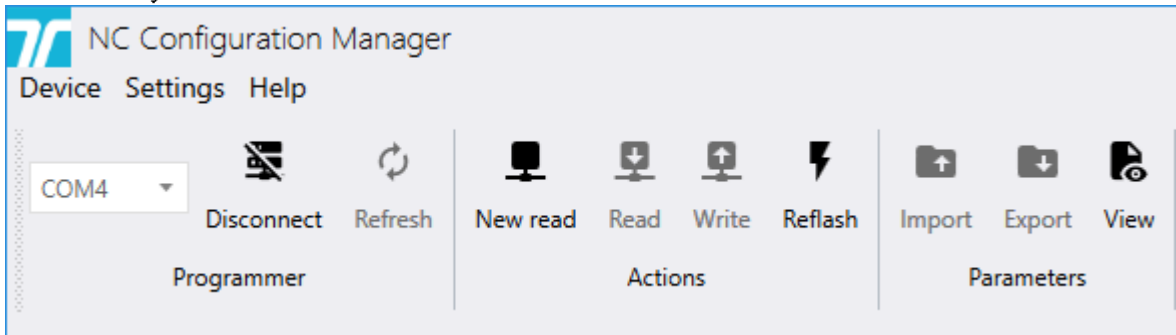 NC Configuration Manager
Device Settings Help
COM4
Disconnect Refresh New read Read Write Reflash Import Export View
Programmer Actions Parameters